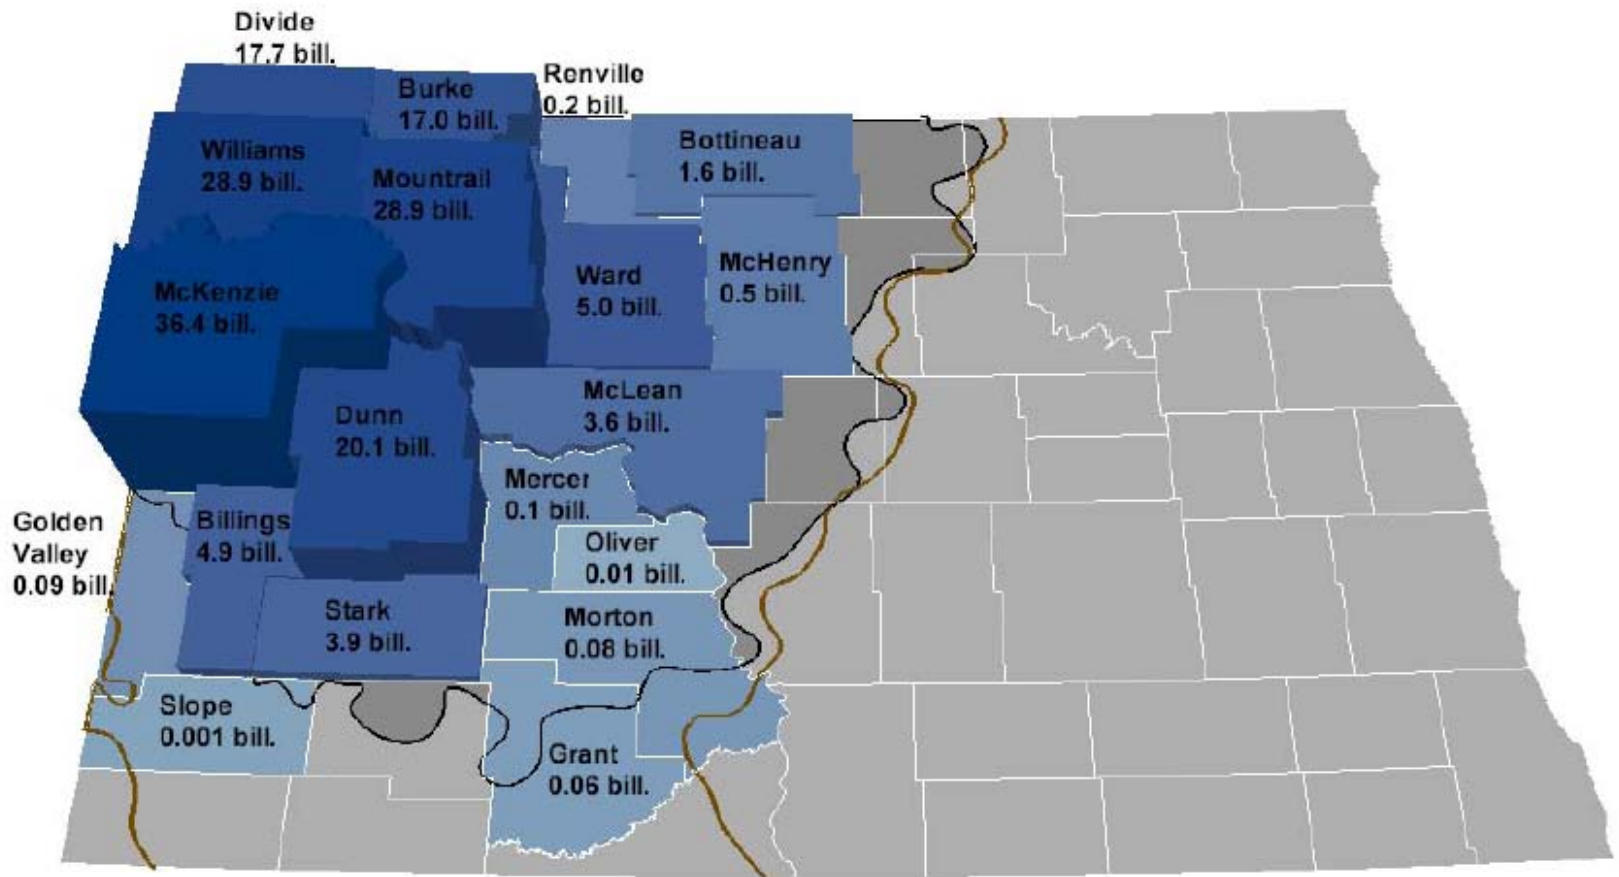 Divide
17.7 bill.
Burke
17.0 bill.
Renville
0.2 bill.
Bottineau
1.6 bill.
Williams
28.9 bill.
Mountrail
28.9 bill.
McKenzie
36.4 bill.
Ward
5.0 bill.
McHenry
0.5 bill.
Dunn
20.1 bill.
McLean
3.6 bill.
Mercer
0.1 bill.
Golden
Valley
0.09 bill.
Billings
4.9 bill.
Oliver
0.01 bill.
Stark
3.9 bill.
Morton
0.08 bill.
Slope
0.001 bill.
Grant
0.06 bill.